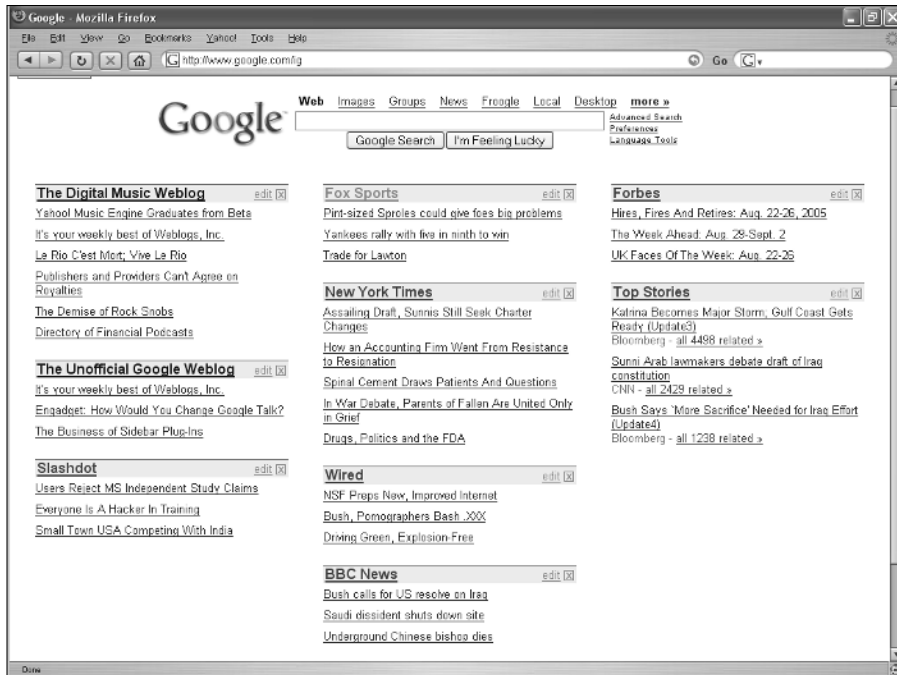 Google - Mozilla Firefox
File Edit View Go Bookmarks Yahoo! Tools Help
http://www.google.com/ig
Go
Google
Web Images Groups News Froogle Local Desktop more »
Advanced Search
Preferences
Language Tools
Google Search I'm Feeling Lucky
The Digital Music Weblog edit
Yahoo! Music Engine Graduates from Beta
It's your weekly best of Weblogs, Inc.
Le Rio C'est Mort; Vive Le Rio
Publishers and Providers Can't Agree on
Royalties
The Demise of Rock Snobs
Directory of Financial Podcasts
The Unofficial Google Weblog edit
It's your weekly best of Weblogs, Inc.
Engadget: How Would You Change Google Talk?
The Business of Sidebar Plug-Ins
Slashdot edit
Users Reject MS Independent Study Claims
Everyone Is A Hacker In Training
Small Town USA Competing With India
Fox Sports edit
Pint-sized Sproles could give foes big problems
Yankees rally with five in ninth to win
Trade for Lawton
New York Times edit
Assailing Draft, Sunnis Still Seek Charter
Changes
How an Accounting Firm Went From Resistance
to Resignation
Spinal Cement Draws Patients And Questions
In War Debate, Parents of Fallen Are United Only
in Grief
Drugs, Politics and the FDA
Wired edit
NSF Preps New, Improved Internet
Bush, Pornographers Bash .XXX
Driving Green, Explosion-Free
BBC News edit
Bush calls for US resolve on Iraq
Saudi dissident shuts down site
Underground Chinese bishop dies
Forbes edit
Hires, Fires And Retires: Aug. 22-26, 2005
The Week Ahead: Aug. 29-Sept. 2
UK Faces Of The Week: Aug. 22-26
Top Stories edit
Katrina Becomes Major Storm; Gulf Coast Gets
Ready (Update3)
Bloomberg - all 4498 related »
Sunni Arab lawmakers debate draft of Iraq
constitution
CNN - all 2429 related »
Bush Says `More Sacrifice' Needed for Iraq Effort
(Update4)
Bloomberg - all 1238 related »
Done